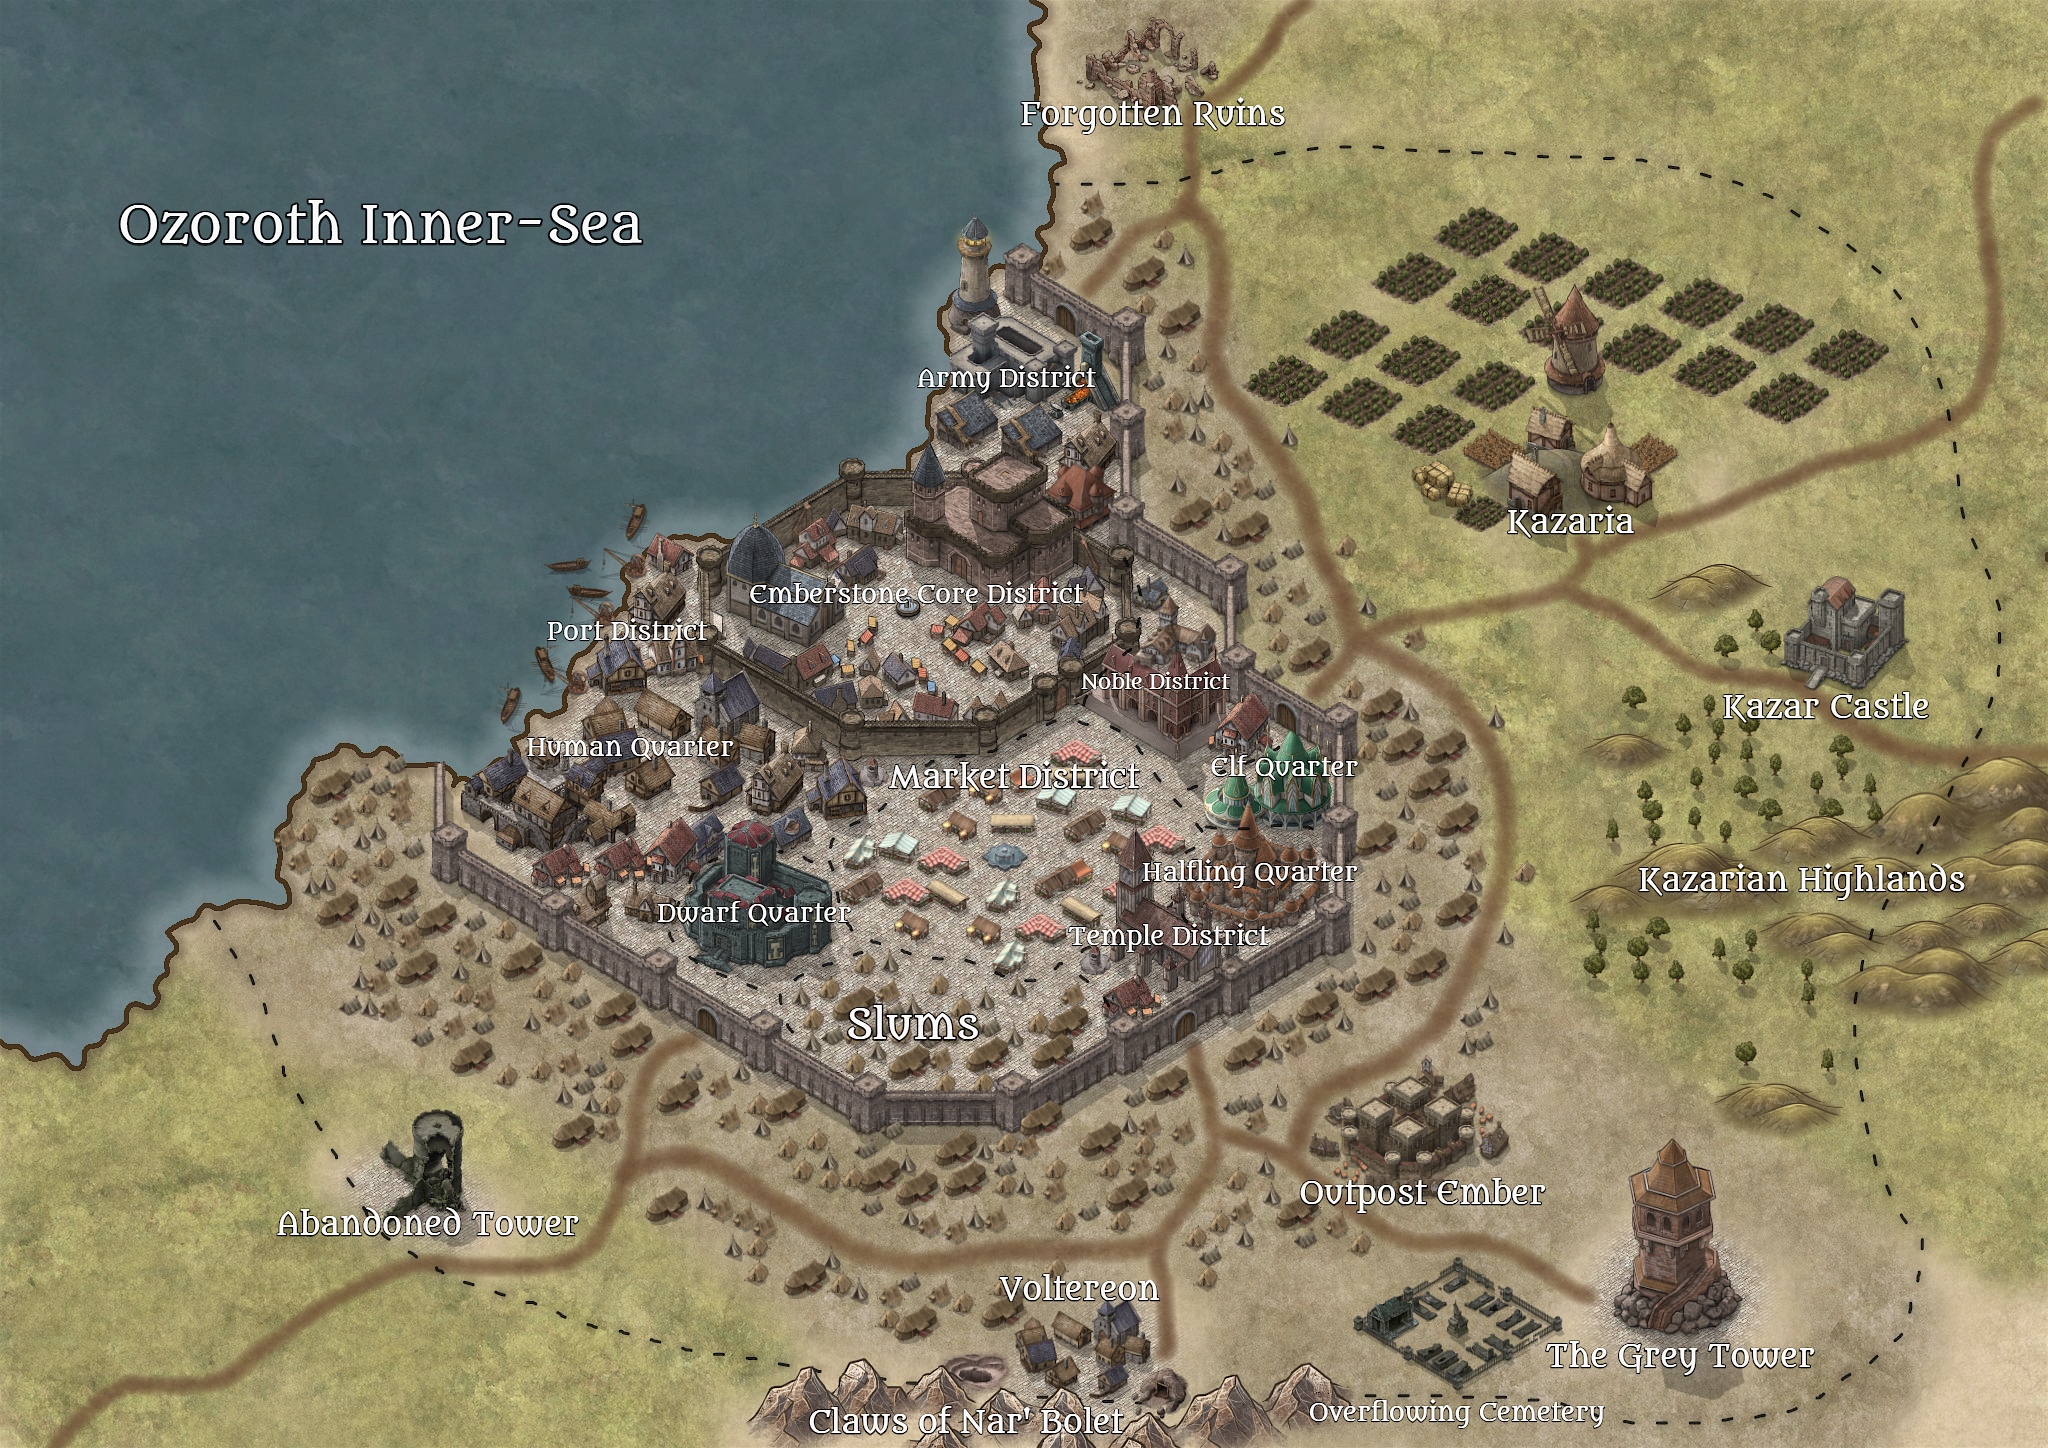 Forgotten Ruins
Ozoroth Inner-Sea
Army District
Kazaria
Emberstone Core District
Port District
Noble District
Kazar Castle
Human Quarter
Market District
Elf Quarter
Halfling Quarter
Kazarian Highlands
Dwarf Quarter
Temple District
Slums
Outpost Ember
Abandoned Tower
Voltereon
The Grey Tower
Overflowing Cemetery
Claws of Nar' Bolet